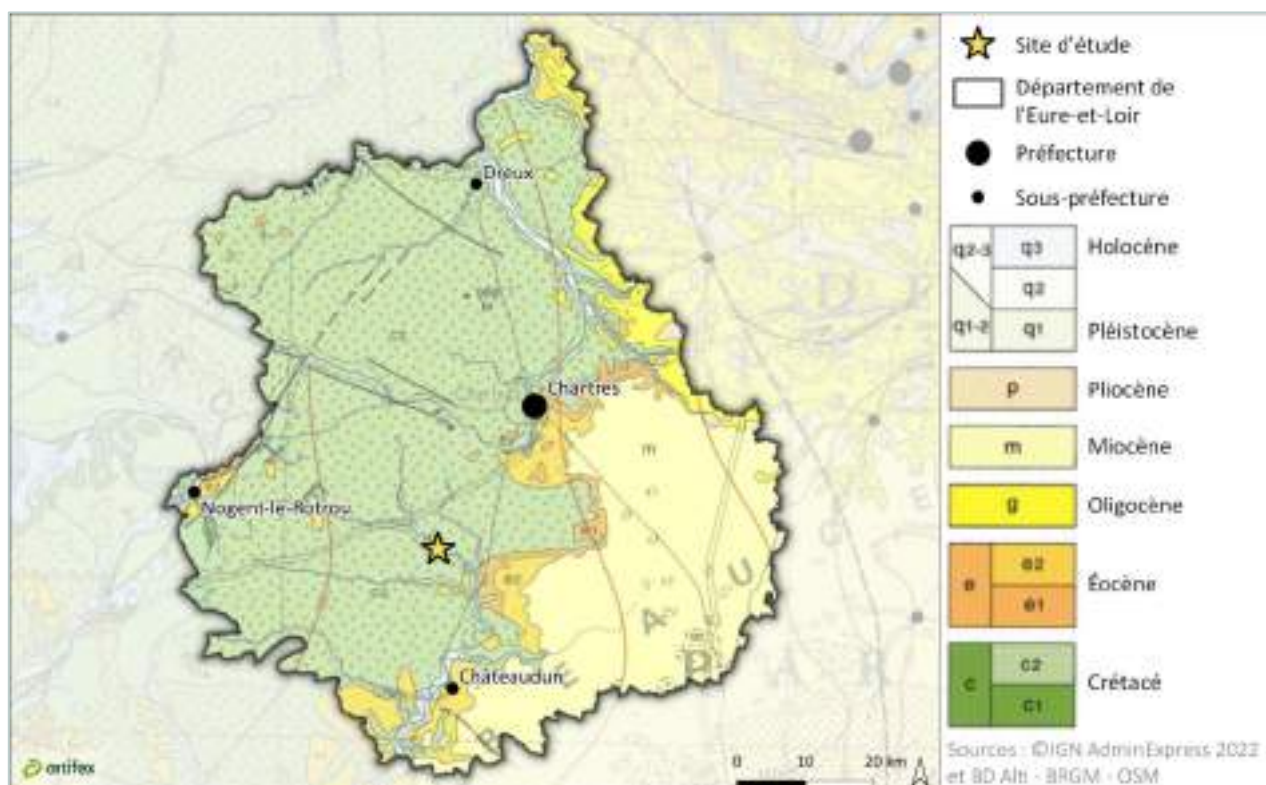 Dreux
Chartres
Nogent-le-Rotrou
Châteaudun
m
e2
c2
A
U
P
artifex
0 10 20 km
Site d'étude
Département de
l'Eure-et-Loir
Préfecture
Sous-préfecture
q2-3 q3 Holocène
q2
q1-2 q1 Pléistocène
p Pliocène
m Miocène
g Oligocène
e e2 Éocène
e1
c c2 Crétacé
c1
Sources : ©IGN AdminExpress 2022
et BD Alti - BRGM - OSM